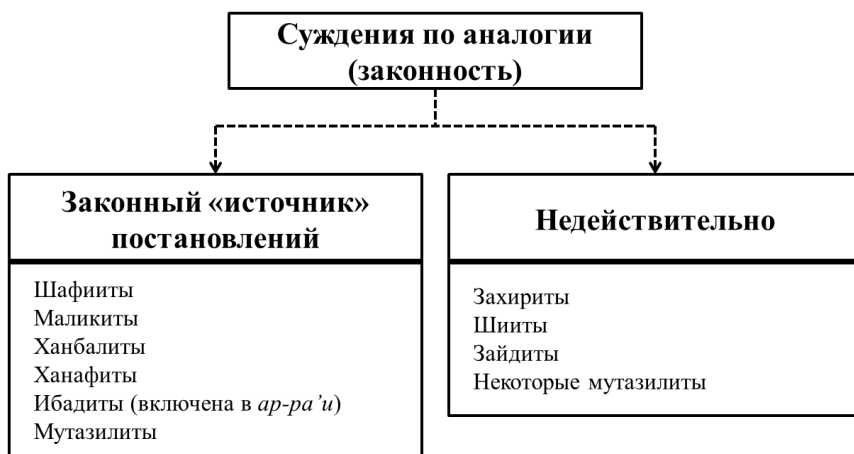 Суждения по аналогии
(законность)
Законный «источник»
постановлений
Шафииты
Маликиты
Ханбалиты
Ханафиты
Ибадиты (включена в ар-ра’и)
Мутазилиты
Недействительно
Захириты
Шииты
Зайдиты
Некоторые мутазилиты